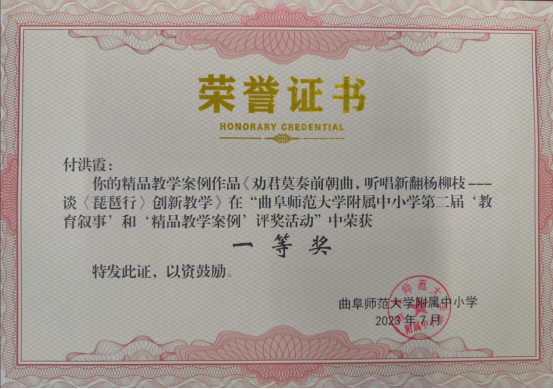 荣誉证书
HONORARY CREDENTIAL
付洪霞:
你的精品教学案例作品《劝君莫奏前朝曲,听唱新翻杨柳枝---
谈〈琵琶行〉创新教学》在“曲阜师范大学附属中小学第二届‘教
育叙事’和‘精品教学案例’评奖活动”中荣获
一等奖
特发此证,以资鼓励。
曲阜师范大学附属中小学
2023年7月